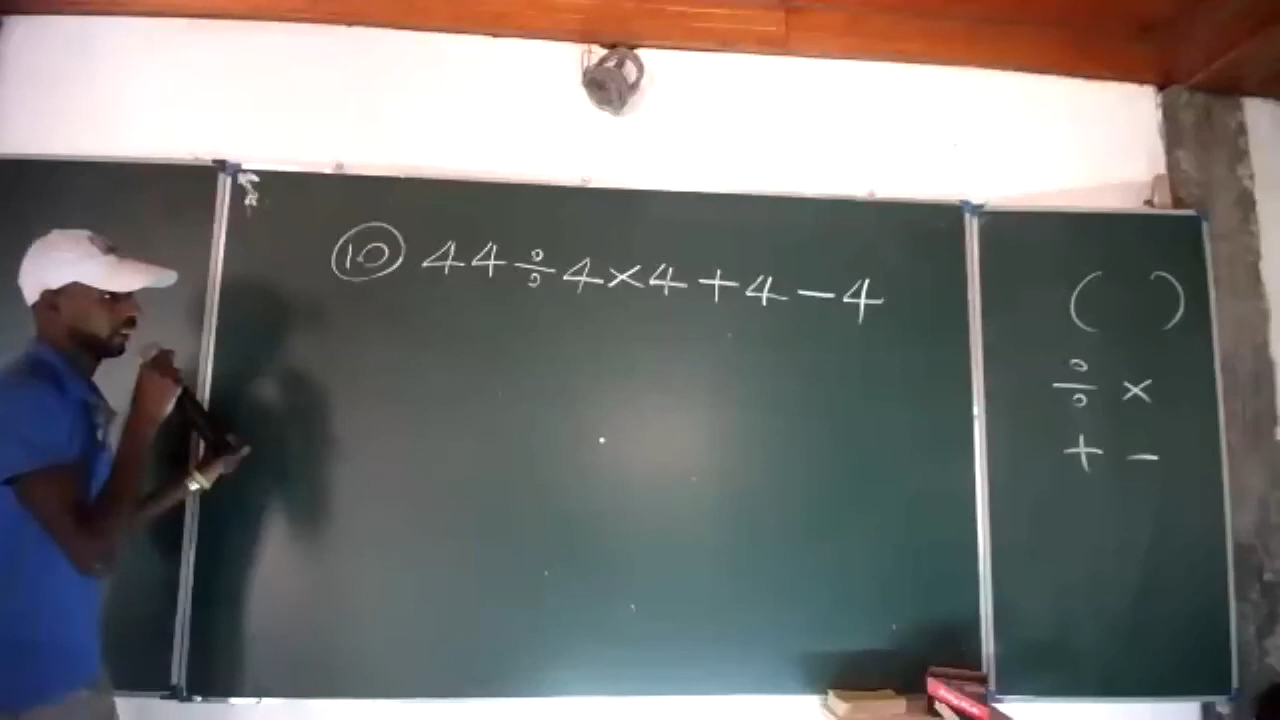 ⑩ 44÷4×4+4-4
( )
÷ ×
+ -